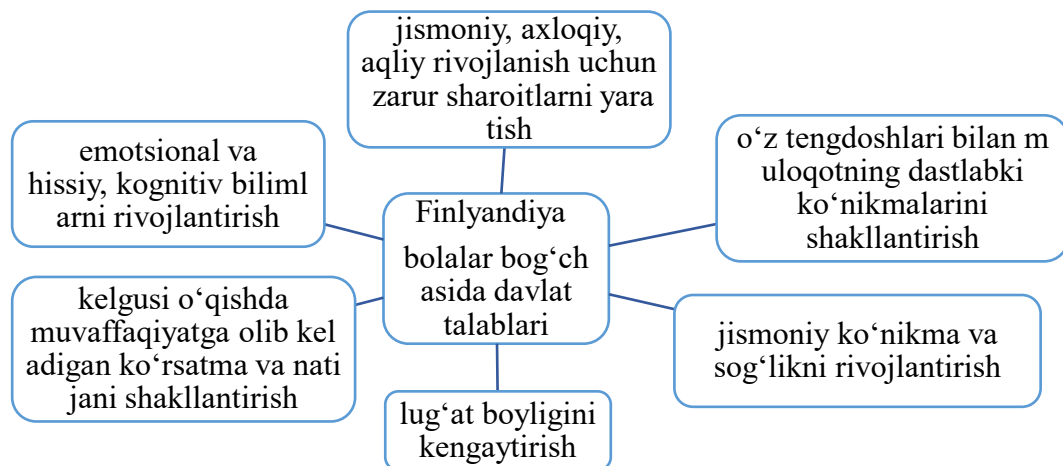 jismoniy, axloqiy,
aqliy rivojlanish uchun
zarur sharoitlarni yara
tish
emotsional va
hissiy, kognitiv biliml
arni rivojlantirish
o‘z tengdoshlari bilan m
uloqotning dastlabki
ko‘nikmalarini
shakllantirish
Finlyandiya
bolalar bog‘ch
asida davlat
talablari
kelgusi o‘qishda
muvaffaqiyatga olib kel
adigan ko‘rsatma va nati
jani shakllantirish
jismoniy ko‘nikma va
sog‘likni rivojlantirish
lug‘at boyligini
kengaytirish